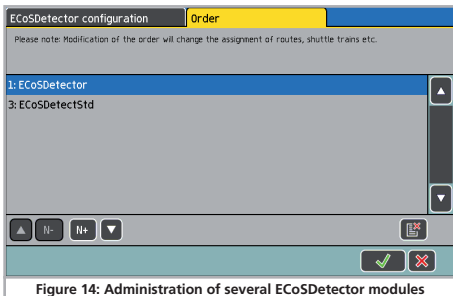 ECoSDetector configuration
Order
Please note: Modification of the order will change the assignment of routes, shuttle trains etc.
1: ECoSDetector
3: ECoSDetectStd
N-
N+
Figure 14: Administration of several ECoSDetector modules